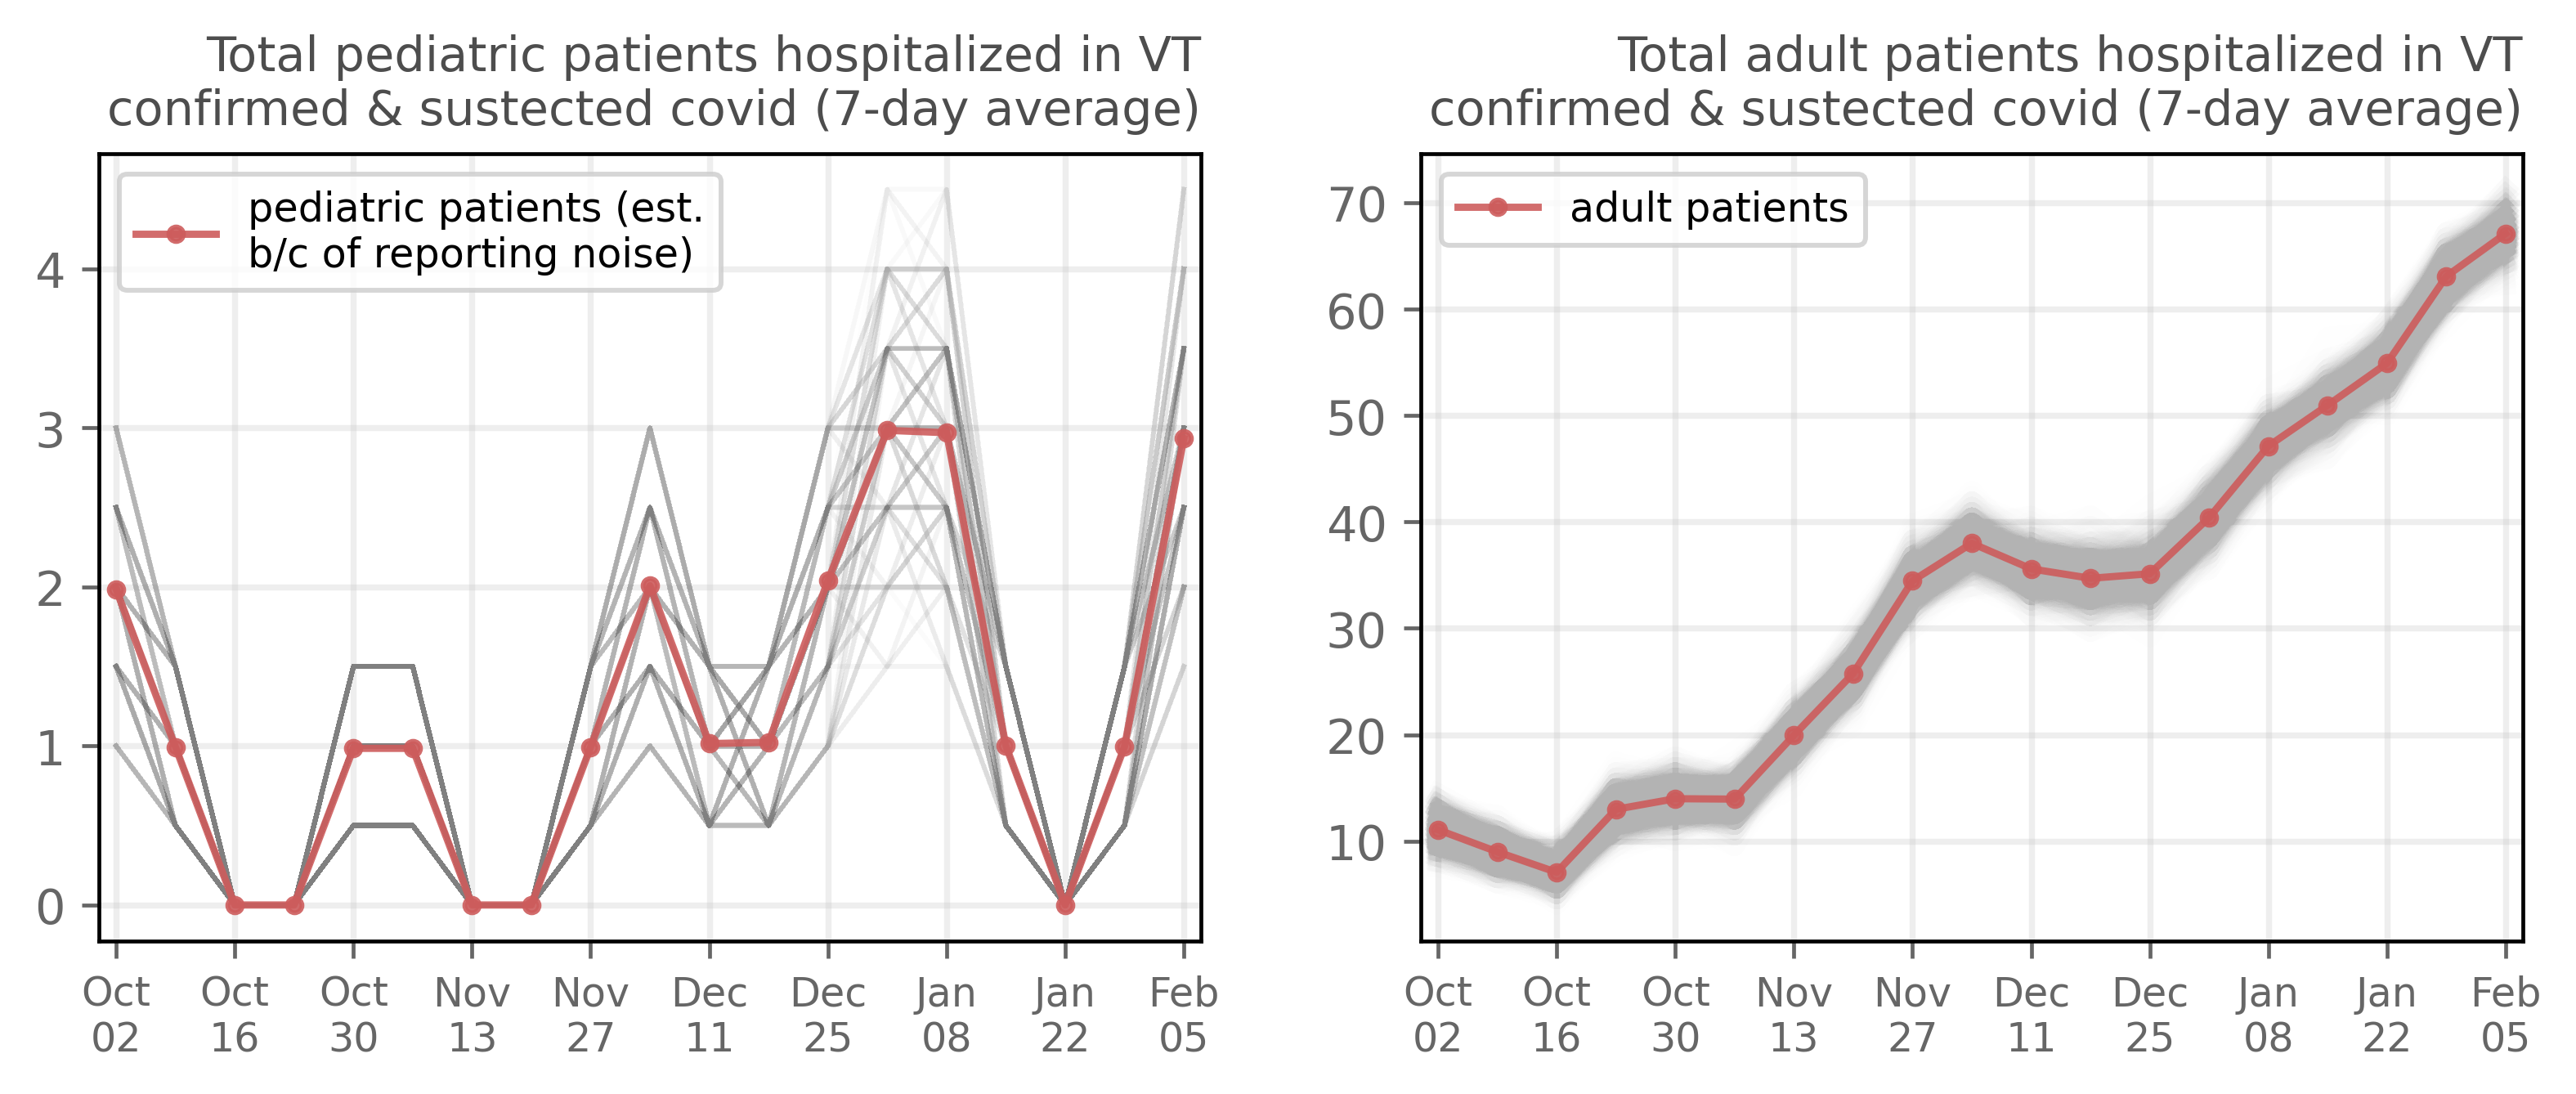 Total pediatric patients hospitalized in VT
confirmed & sustected covid (7-day average)
pediatric patients (est.
b/c of reporting noise)
4
3
2
1
0
Oct Oct Oct Nov Nov Dec Dec Jan Jan Feb
02 16 30 13 27 11 25 08 22 05
Total adult patients hospitalized in VT
confirmed & sustected covid (7-day average)
adult patients
70
60
50
40
30
20
10
Oct Oct Oct Nov Nov Dec Dec Jan Jan Feb
02 16 30 13 27 11 25 08 22 05